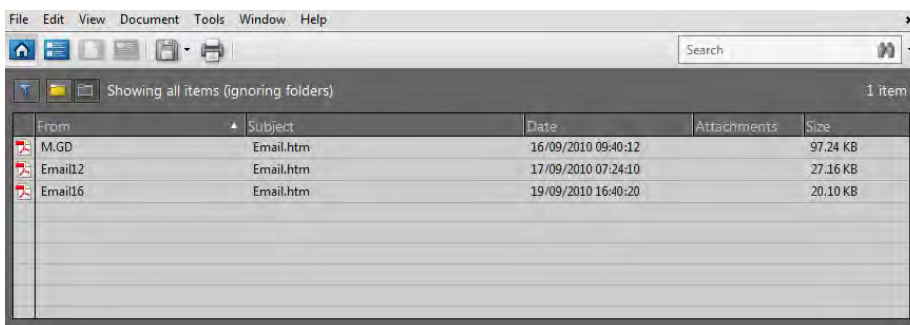 File Edit View Document Tools Window Help
Search
Showing all items (ignoring folders) 1 item
From Subject Date Attachments Size
M.GD Email.htm 16/09/2010 09:40:12 97.24 KB
Email12 Email.htm 17/09/2010 07:24:10 27.16 KB
Email16 Email.htm 19/09/2010 16:40:20 20.10 KB